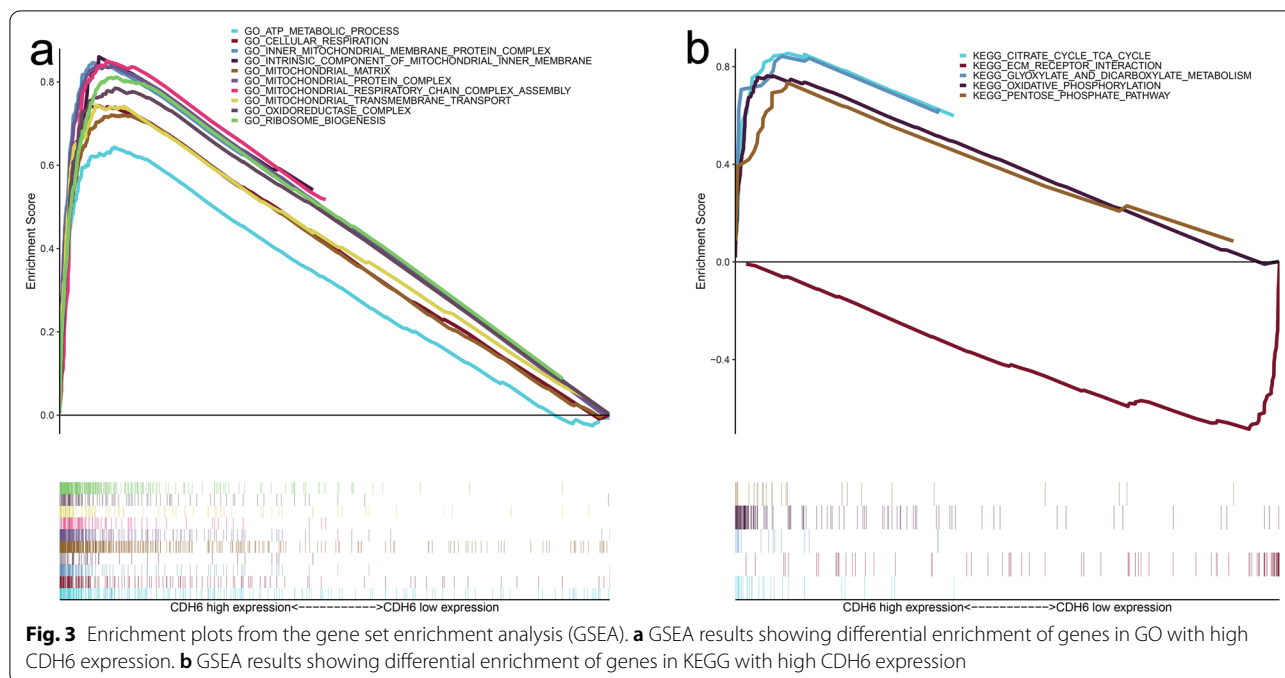 a
GO_ATP_METABOLIC_PROCESS
GO_CELLULAR_RESPIRATION
GO_INNER_MITOCHONDRIAL_MEMBRANE_PROTEIN_COMPLEX
GO_INTRINSIC_COMPONENT_OF_MITOCHONDRIAL_INNER_MEMBRANE
GO_MITOCHONDRIAL_MATRIX
GO_MITOCHONDRIAL_PROTEIN_COMPLEX
GO_MITOCHONDRIAL_RESPIRATORY_CHAIN_COMPLEX_ASSEMBLY
GO_MITOCHONDRIAL_TRANSMEMBRANE_TRANSPORT
GO_OXIDOREDUCTASE_COMPLEX
GO_RIBOSOME_BIOGENESIS
Enrichment Score
0.8
0.6
0.4
0.2
0.0
CDH6 high expression<------------>CDH6 low expression
b
KEGG_CITRATE_CYCLE_TCA_CYCLE
KEGG_ECM_RECEPTOR_INTERACTION
KEGG_GLYOXYLATE_AND_DICARBOXYLATE_METABOLISM
KEGG_OXIDATIVE_PHOSPHORYLATION
KEGG_PENTOSE_PHOSPHATE_PATHWAY
Enrichment Score
0.8
0.4
0.0
−0.4
CDH6 high expression<------------>CDH6 low expression
Fig. 3 Enrichment plots from the gene set enrichment analysis (GSEA). a GSEA results showing differential enrichment of genes in GO with high
CDH6 expression. b GSEA results showing differential enrichment of genes in KEGG with high CDH6 expression